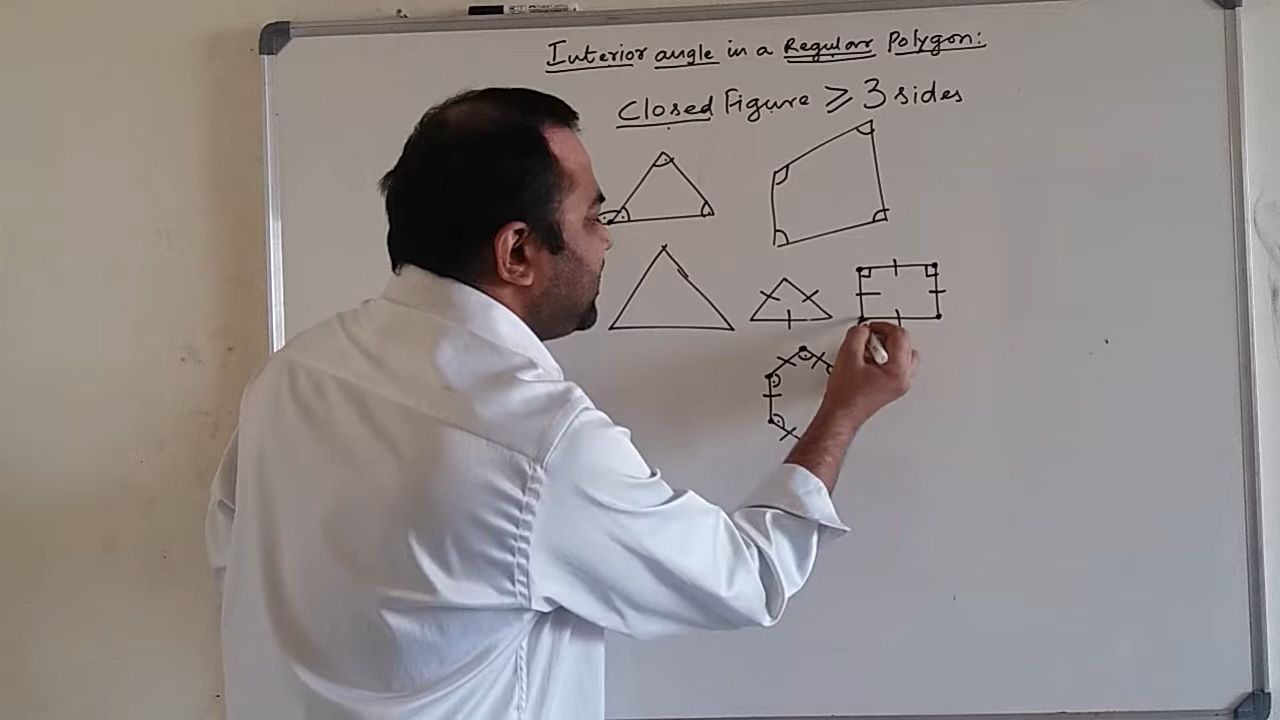 Interior angle in a Regular Polygon:
Closed Figure ≥ 3 sides